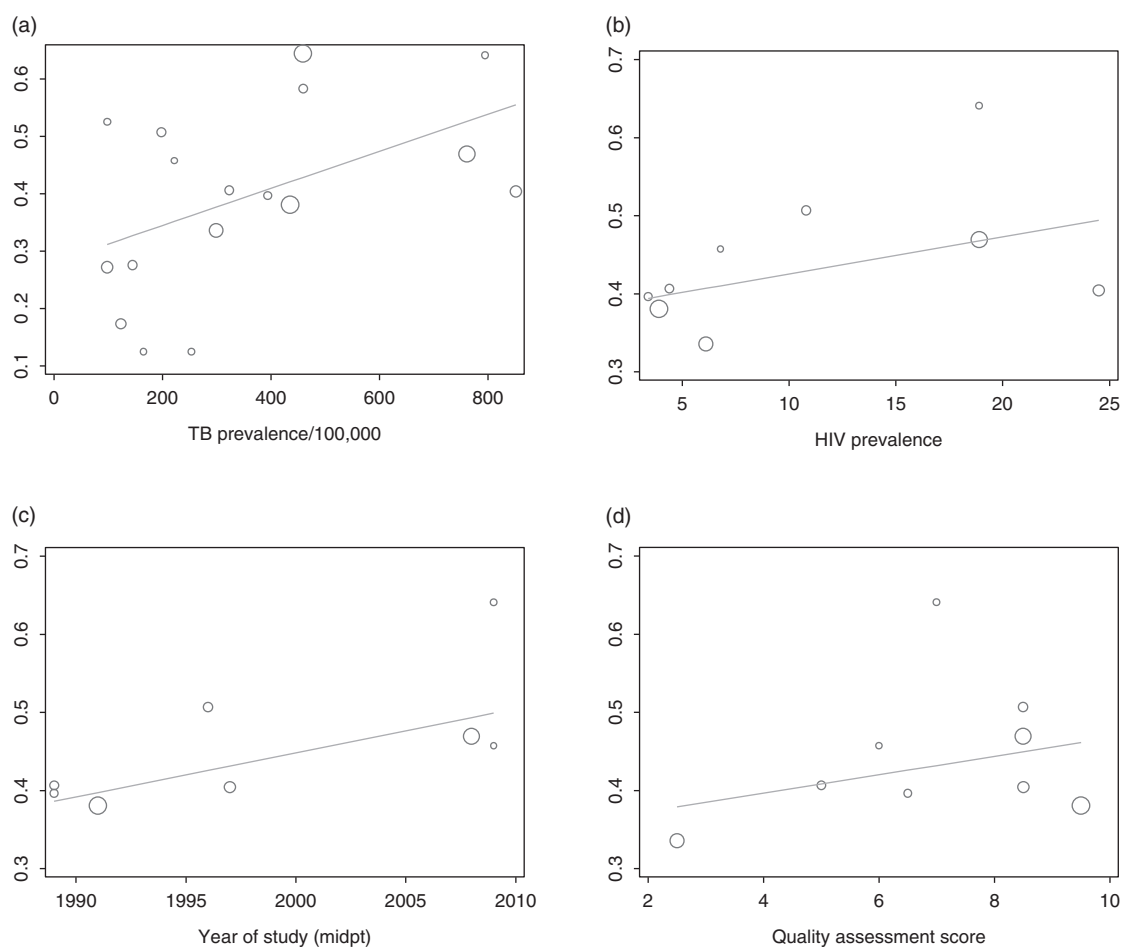 (a)
0.6
0.5
0.4
0.3
0.2
0.1
0 200 400 600 800
TB prevalence/100,000
(b)
0.7
0.6
0.5
0.4
0.3
5 10 15 20 25
HIV prevalence
(c)
0.7
0.6
0.5
0.4
0.3
1990 1995 2000 2005 2010
Year of study (midpt)
(d)
0.7
0.6
0.5
0.4
0.3
2 4 6 8 10
Quality assessment score